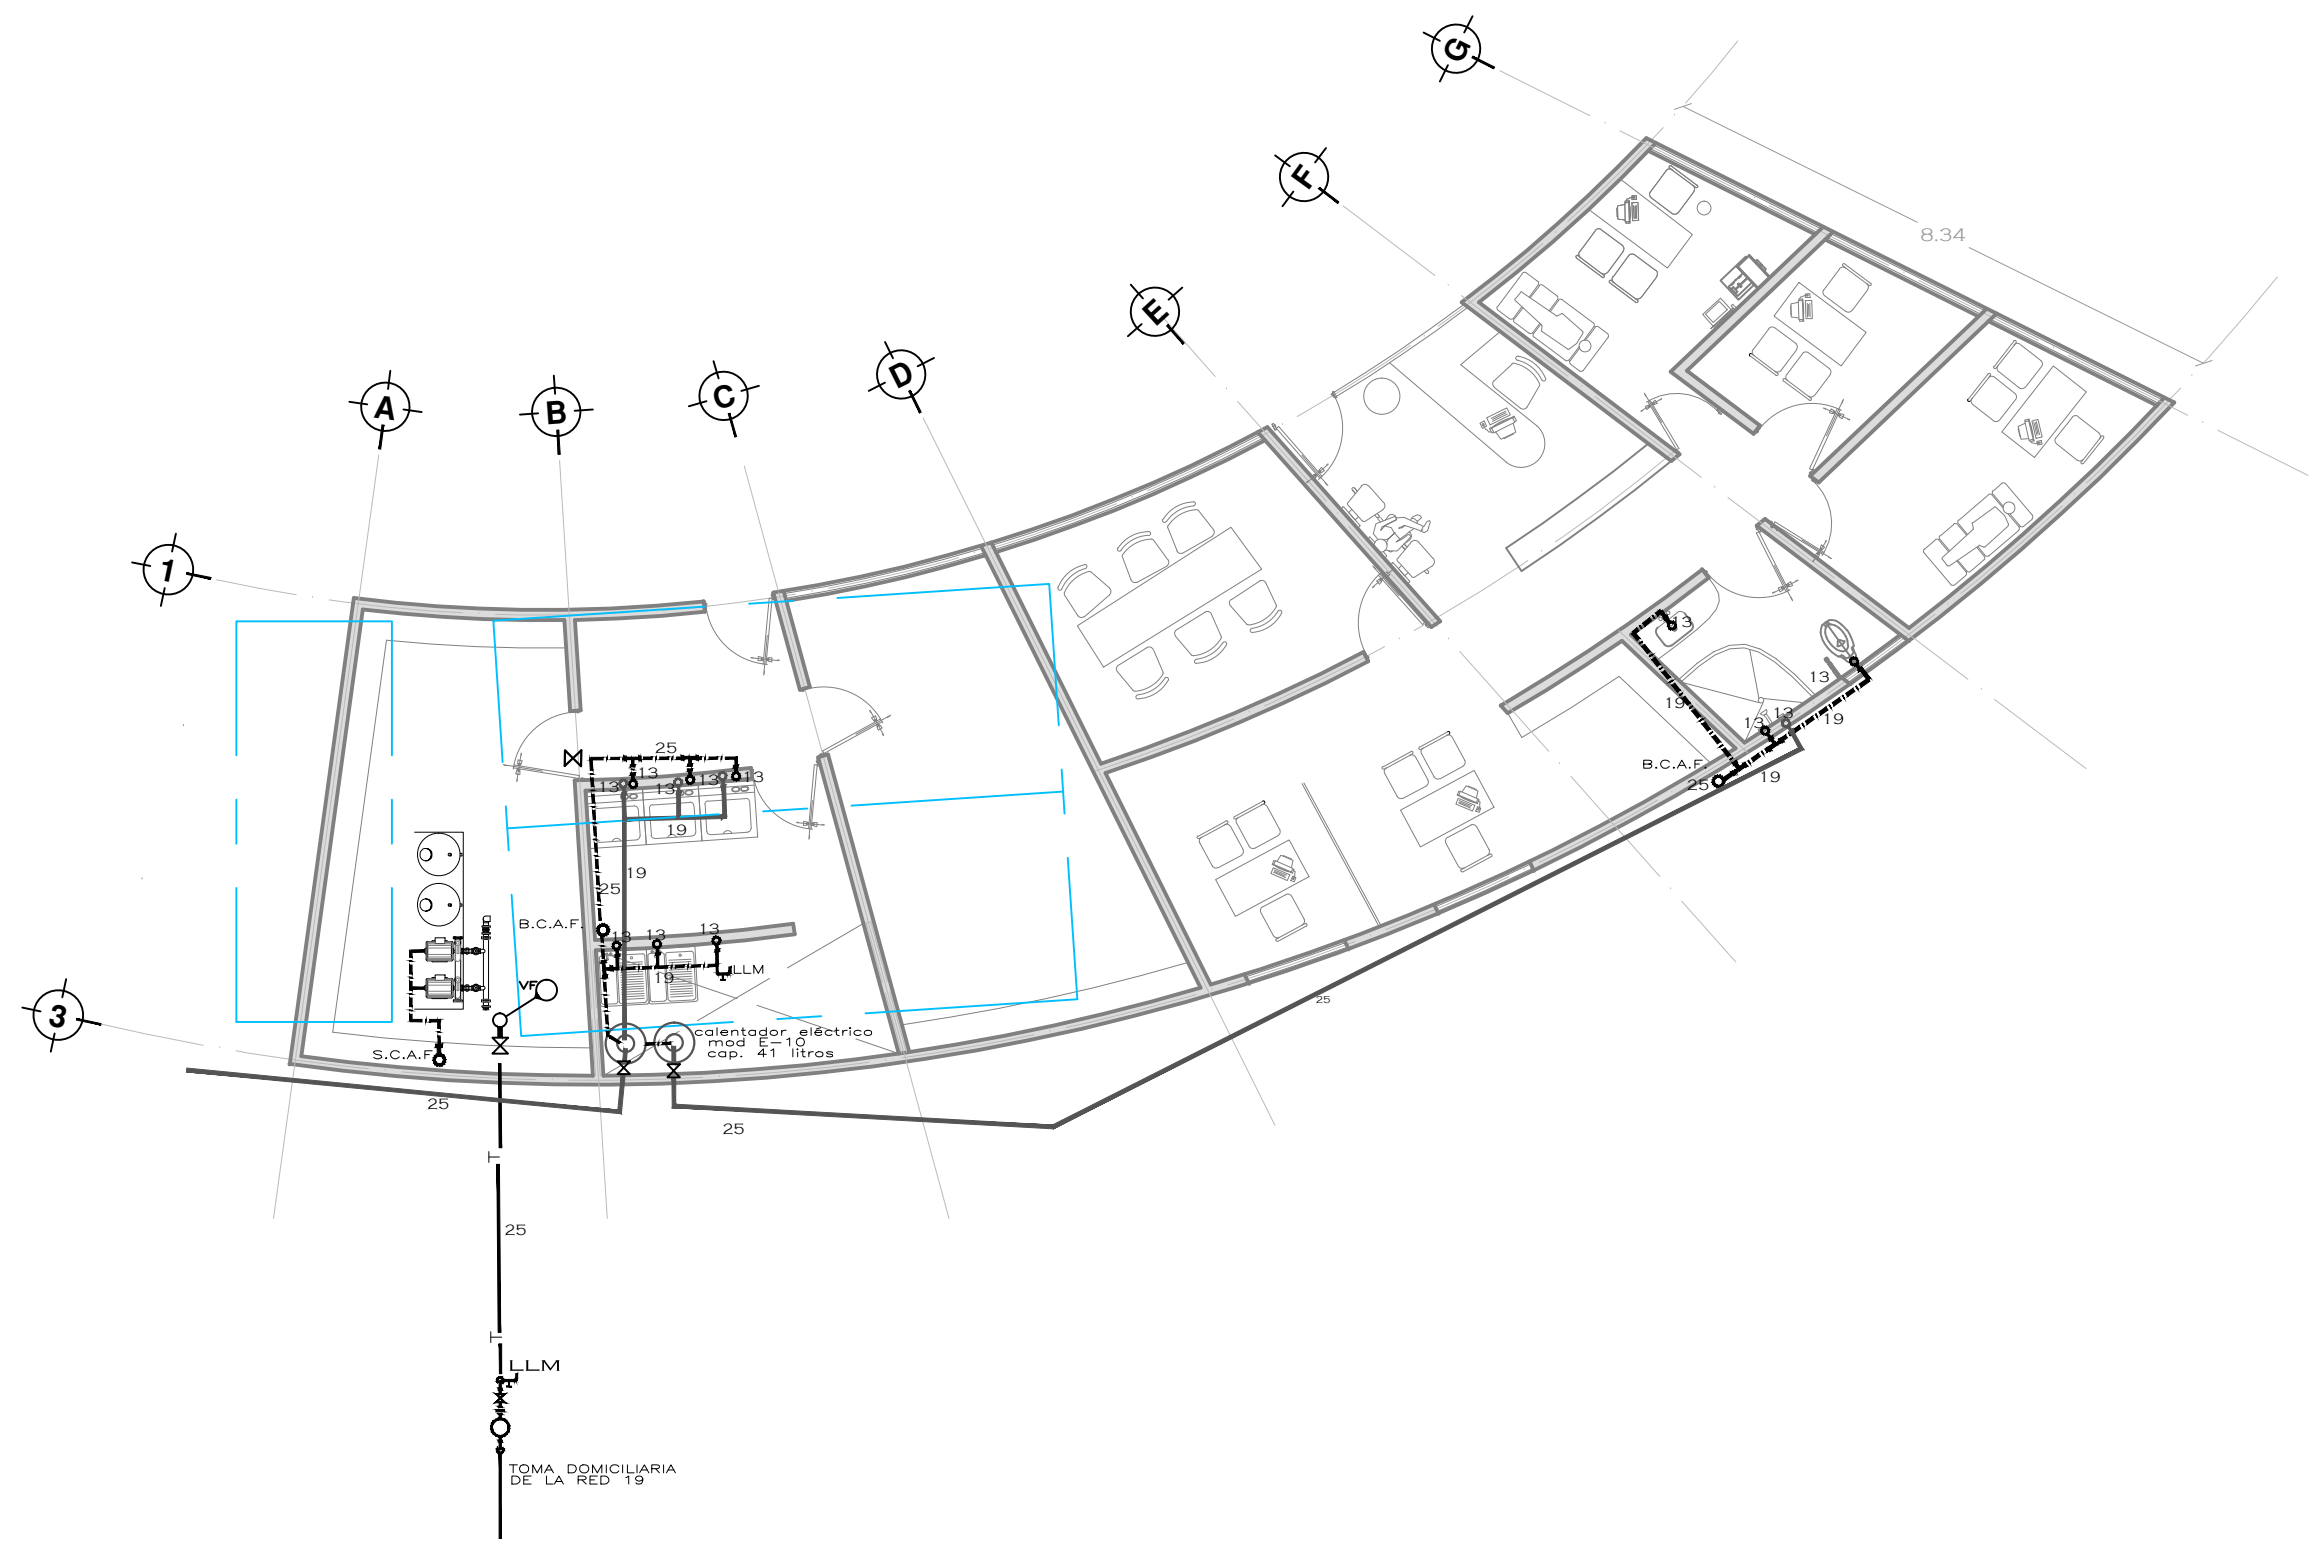 G
F
8.34
E
D
A
B
C
1
13
13
19
13
13
19
B.C.A.F.
25
19
25
13
13
13
13
13
13
19
19
25
B.C.A.F.
13
13
13
19
LLM
VF
25
3
S.C.A.F.
calentador eléctrico
mod E-10
cap. 41 litros
25
25
T
25
T
LLM
TOMA DOMICILIARIA
DE LA RED 19